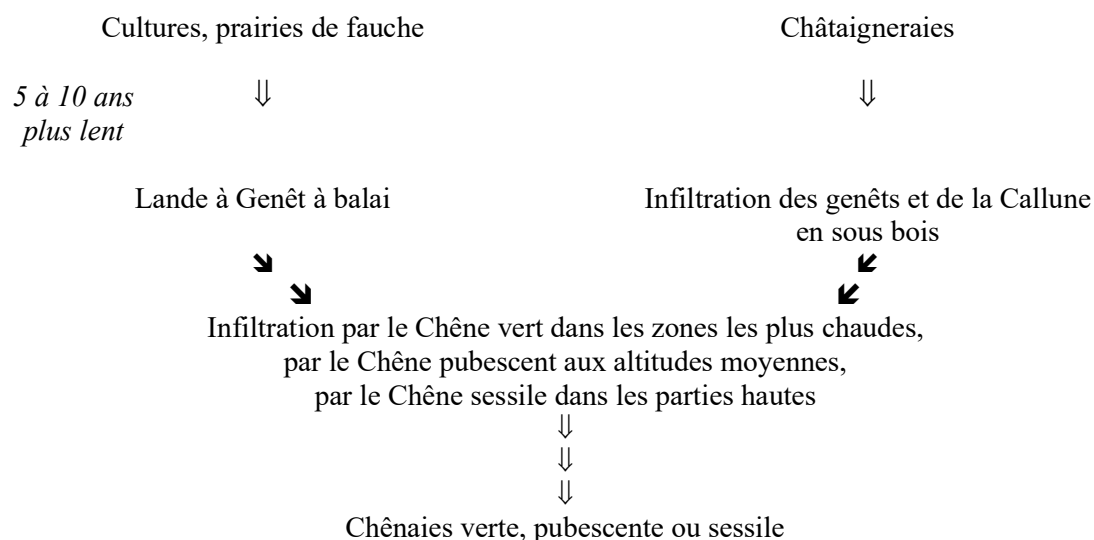 Cultures, prairies de fauche
Châtaigneraies
5 à 10 ans
plus lent
Lande à Genêt à balai
Infiltration des genêts et de la Callune
en sous bois
Infiltration par le Chêne vert dans les zones les plus chaudes,
par le Chêne pubescent aux altitudes moyennes,
par le Chêne sessile dans les parties hautes
Chênaies verte, pubescente ou sessile